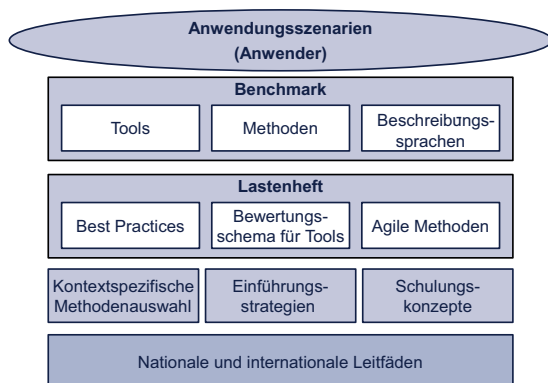 Anwendungsszenarien
(Anwender)
Benchmark
Tools
Methoden
Beschreibungs-
sprachen
Lastenheft
Best Practices
Bewertungs-
schema für Tools
Agile Methoden
Kontextspezifische
Methodenauswahl
Einführungs-
strategien
Schulungs-
konzepte
Nationale und internationale Leitfäden